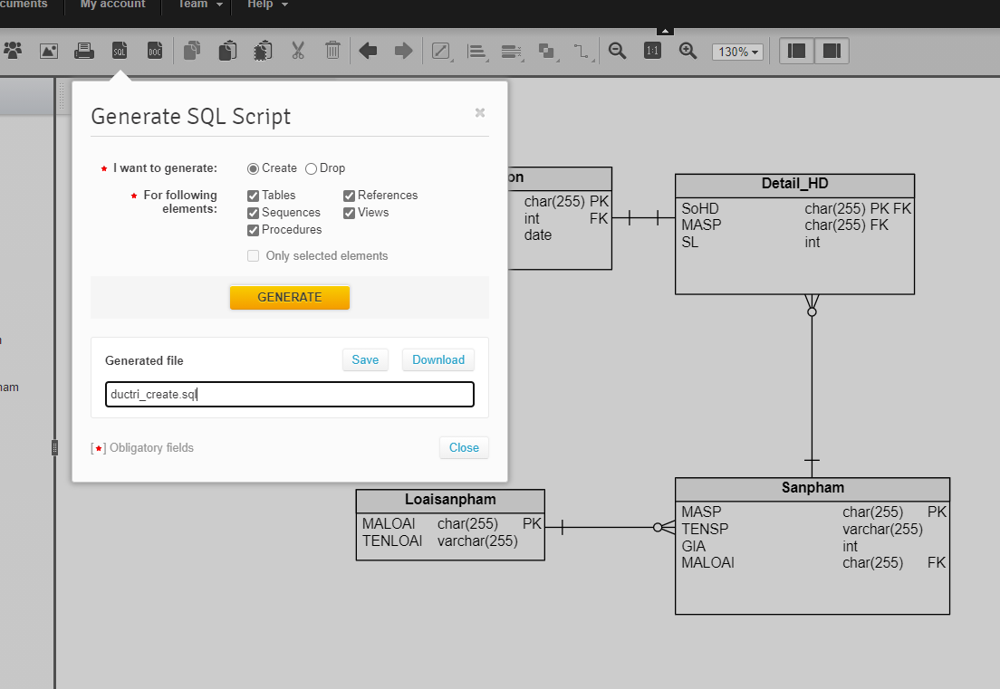 cuments My account Team Help
SQL DOC 1:1 130%
Generate SQL Script
I want to generate: Create Drop
For following elements:
Tables References
Sequences Views
Procedures
Only selected elements
GENERATE
Generated file Save Download
ductri_create.sql
[*] Obligatory fields Close
nam
on
char(255) PK
int FK
date
Detail_HD
SoHD char(255) PK FK
MASP char(255) FK
SL int
Loaisanpham
MALOAI char(255) PK
TENLOAI varchar(255)
Sanpham
MASP char(255) PK
TENSP varchar(255)
GIA int
MALOAI char(255) FK